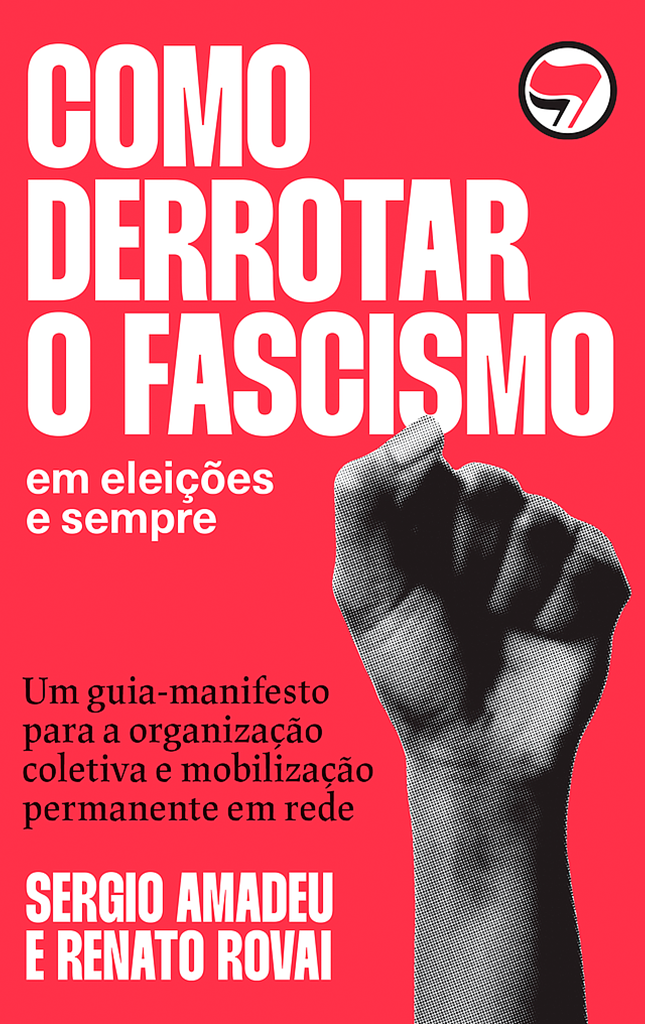 COMO
DERROTAR
O FASCISMO
em eleições
e sempre
Um guia-manifesto
para a organização
coletiva e mobilização
permanente em rede
SERGIO AMADEU
E RENATO ROVAI